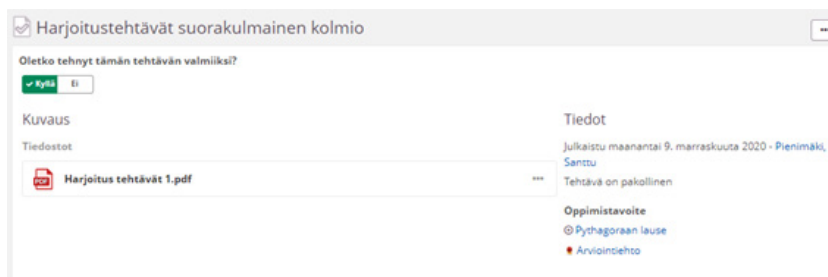 Harjoitustehtävät suorakulmainen kolmio
Oletko tehnyt tämän tehtävän valmiiksi?
Kyllä Ei
Kuvaus
Tiedostot
PDF Harjoitus tehtävät 1.pdf
Tiedot
Julkaistu maanantai 9. marraskuuta 2020 - Pienimäki,
Santtu
Tehtävä on pakollinen
Oppimistavoite
Pythagoraan lause
Arviointiehto